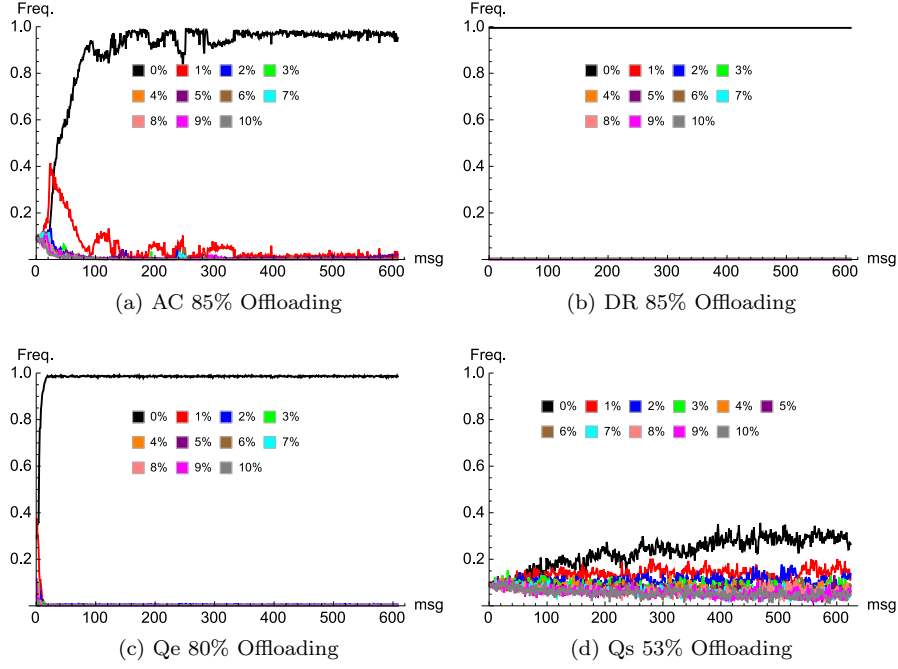 Freq.
1.0
0.8
0.6
0.4
0.2
0 100 200 300 400 500 600 msg
0% 1% 2% 3%
4% 5% 6% 7%
8% 9% 10%
(a) AC 85% Offloading
Freq.
1.0
0.8
0.6
0.4
0.2
0 100 200 300 400 500 600 msg
0% 1% 2% 3%
4% 5% 6% 7%
8% 9% 10%
(b) DR 85% Offloading
Freq.
1.0
0.8
0.6
0.4
0.2
0 100 200 300 400 500 600 msg
0% 1% 2% 3%
4% 5% 6% 7%
8% 9% 10%
(c) Qe 80% Offloading
Freq.
1.0
0.8
0.6
0.4
0.2
0 100 200 300 400 500 600 msg
0% 1% 2% 3% 4% 5%
6% 7% 8% 9% 10%
(d) Qs 53% Offloading